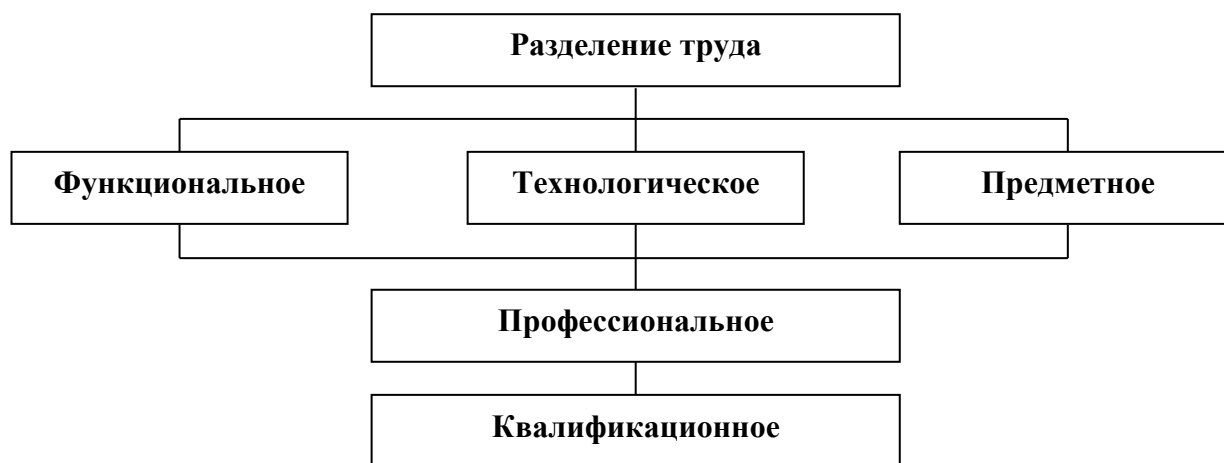 Разделение труда
Функциональное
Технологическое
Предметное
Профессиональное
Квалификационное